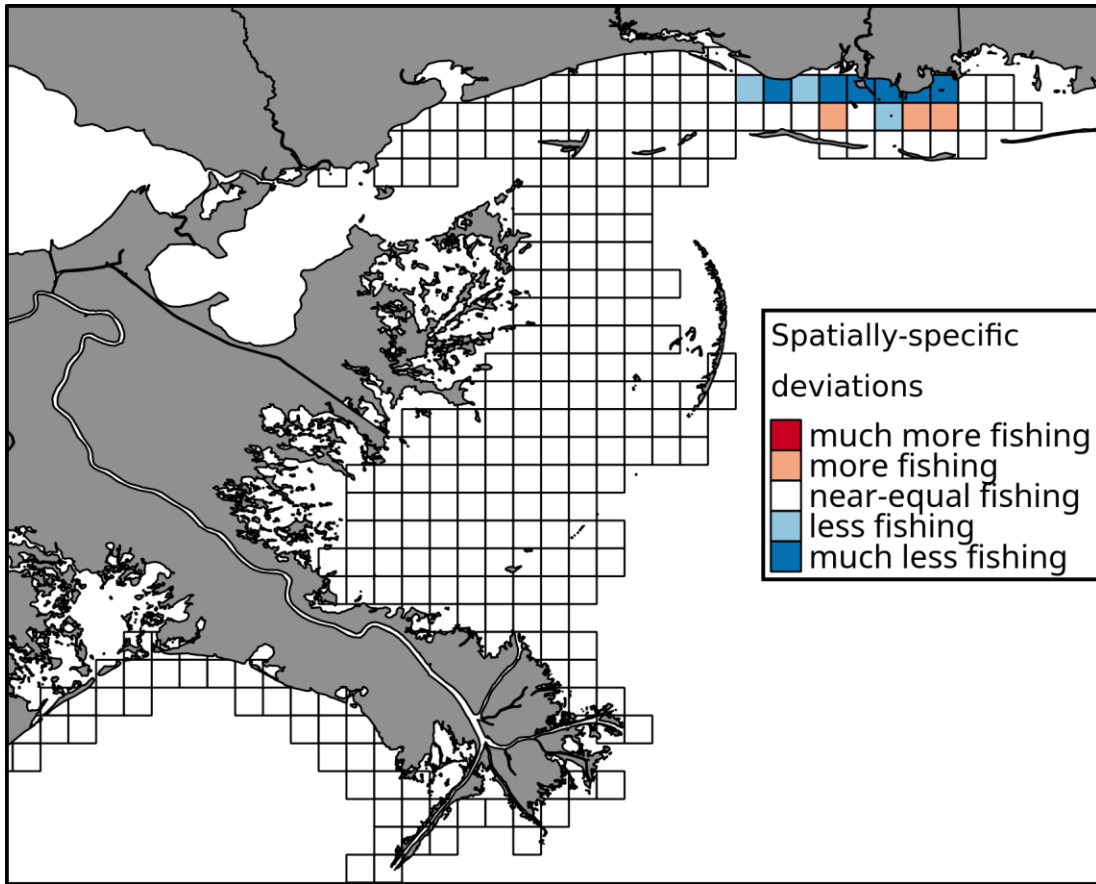 Spatially-specific
deviations
much more fishing
more fishing
near-equal fishing
less fishing
much less fishing